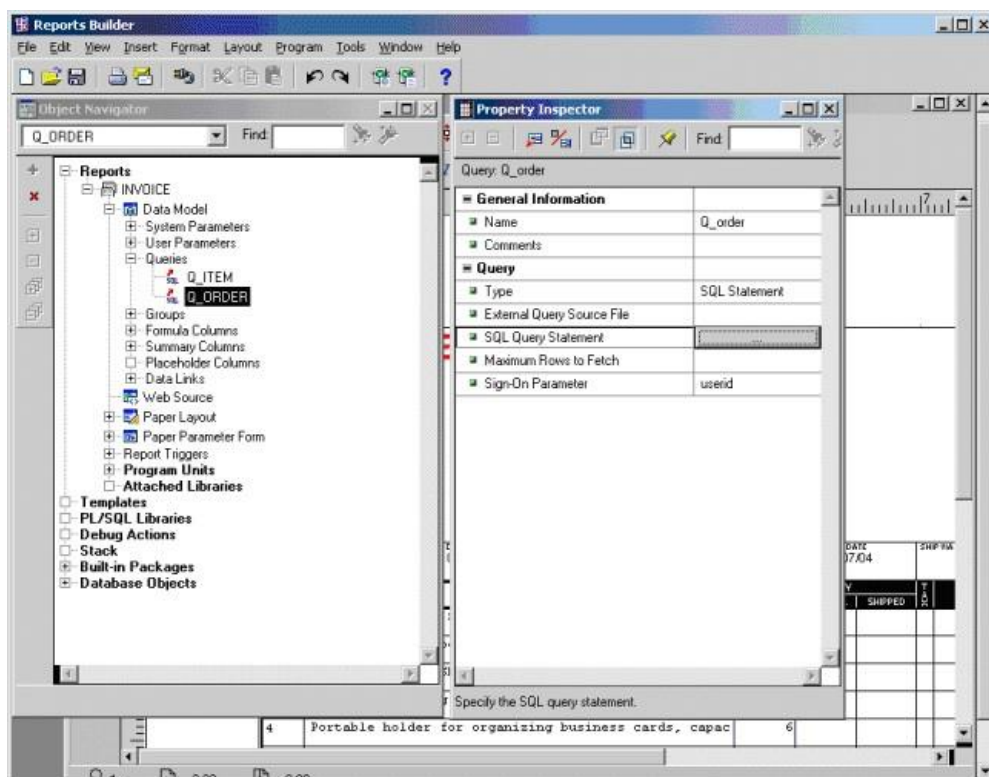 Reports Builder
File Edit View Insert Format Layout Program Tools Window Help
Object Navigator
Q_ORDER Find:
Reports
INVOICE
Data Model
System Parameters
User Parameters
Queries
Q_ITEM
Q_ORDER
Groups
Formula Columns
Summary Columns
Placeholder Columns
Data Links
Web Source
Paper Layout
Paper Parameter Form
Report Triggers
Program Units
Attached Libraries
Templates
PL/SQL Libraries
Debug Actions
Stack
Built-in Packages
Database Objects
Property Inspector
Find:
Query: Q_order
General Information
Name Q_order
Comments
Query
Type SQL Statement
External Query Source File
SQL Query Statement ...
Maximum Rows to Fetch
Sign-On Parameter userid
Specify the SQL query statement.
7
DATE
07/04
SHIPPED
TAX
4 Portable holder for organizing business cards, capac 6